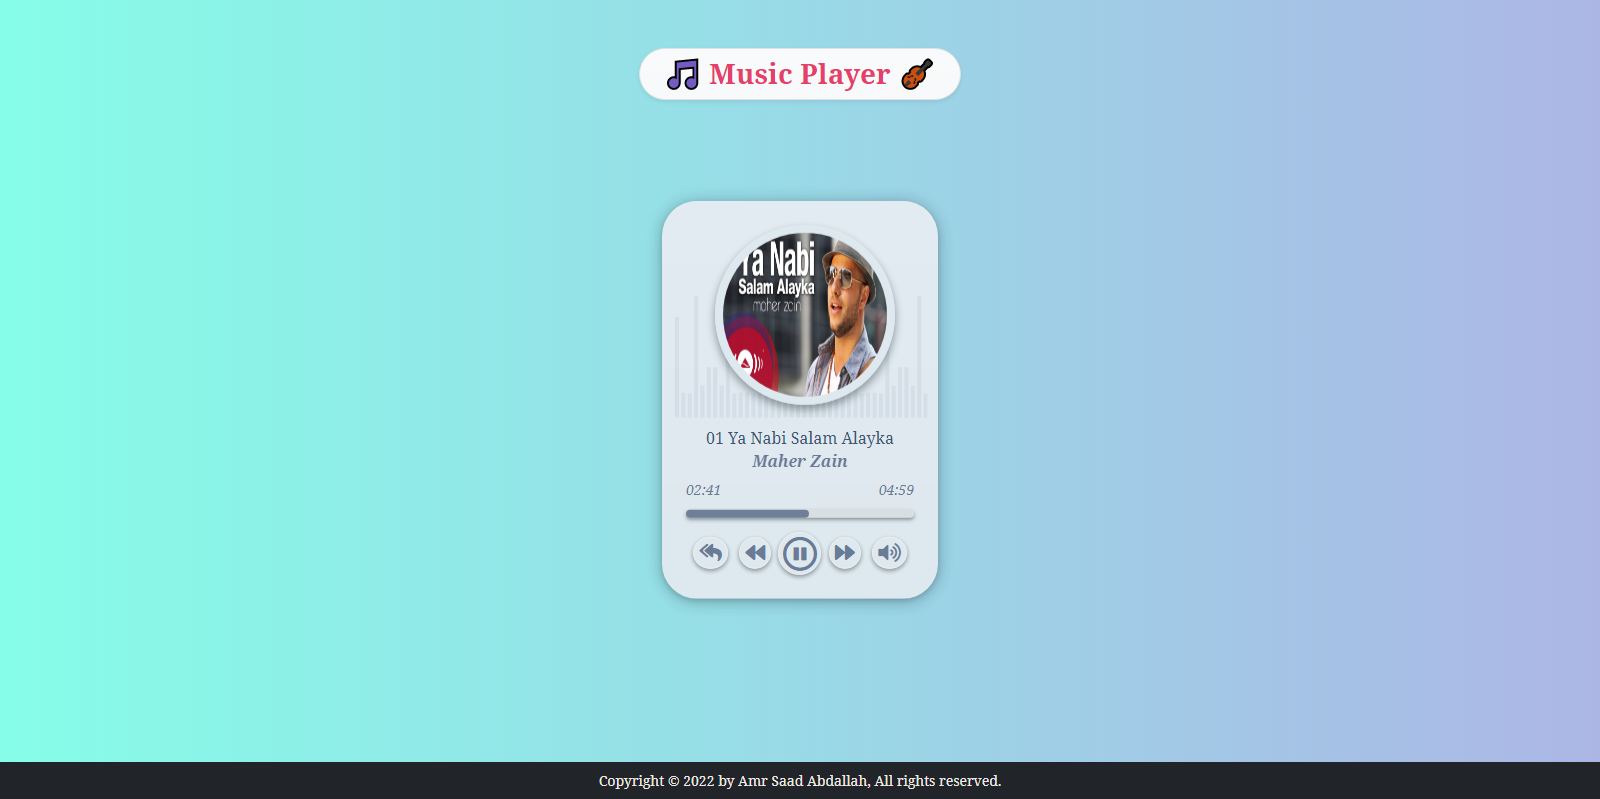 🎵 Music Player 🎻
Ya Nabi
Salam Alayka
maher zain
01 Ya Nabi Salam Alayka
Maher Zain
02:41 04:59
Copyright © 2022 by Amr Saad Abdallah, All rights reserved.